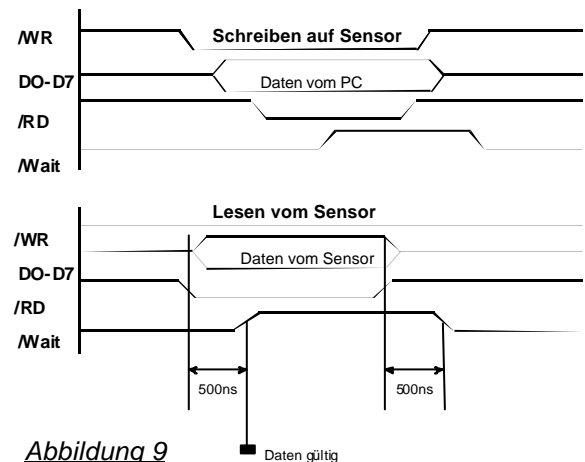 /WR
Schreiben auf Sensor
DO-D7
Daten vom PC
/RD
/Wait
Lesen vom Sensor
/WR
Daten vom Sensor
DO-D7
/RD
/Wait
500ns 500ns
Abbildung 9
Daten gültig